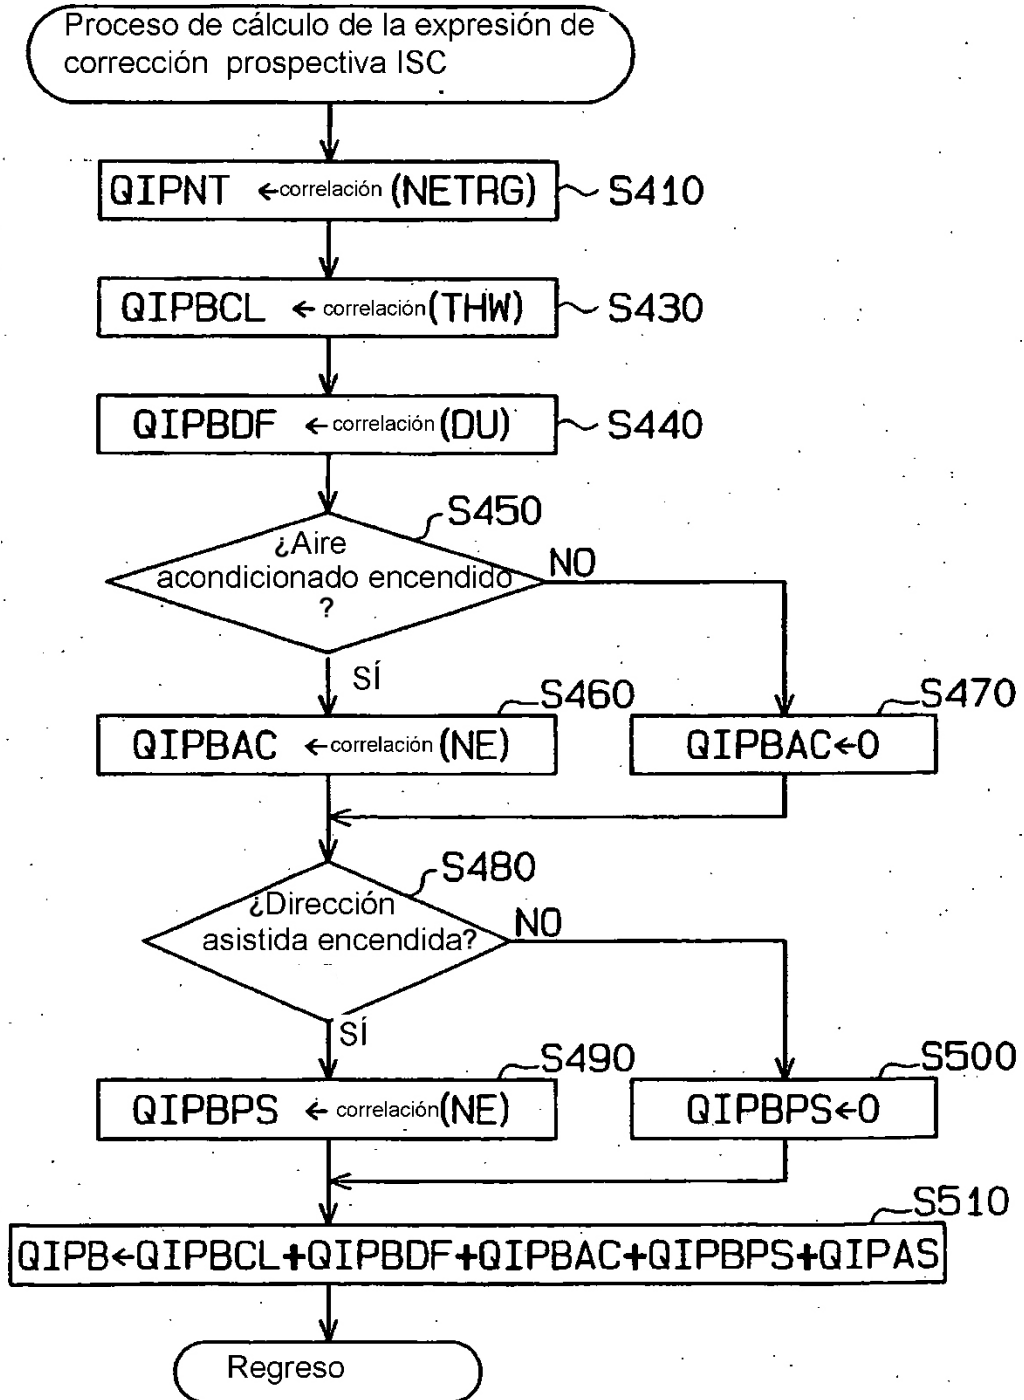 Proceso de cálculo de la expresión de
corrección prospectiva ISC
QIPNT ←correlación (NETRG) S410
QIPBCL ← correlación (THW) S430
QIPBDF ← correlación (DU) S440
S450
¿Aire
acondicionado encendido
?
NO
SÍ
S460
QIPBAC ←correlación (NE)
S470
QIPBAC←0
S480
¿Dirección
asistida encendida?
NO
SÍ
S490
QIPBPS ← correlación (NE)
S500
QIPBPS←0
S510
QIPB←QIPBCL+QIPBDF+QIPBAC+QIPBPS+QIPAS
Regreso